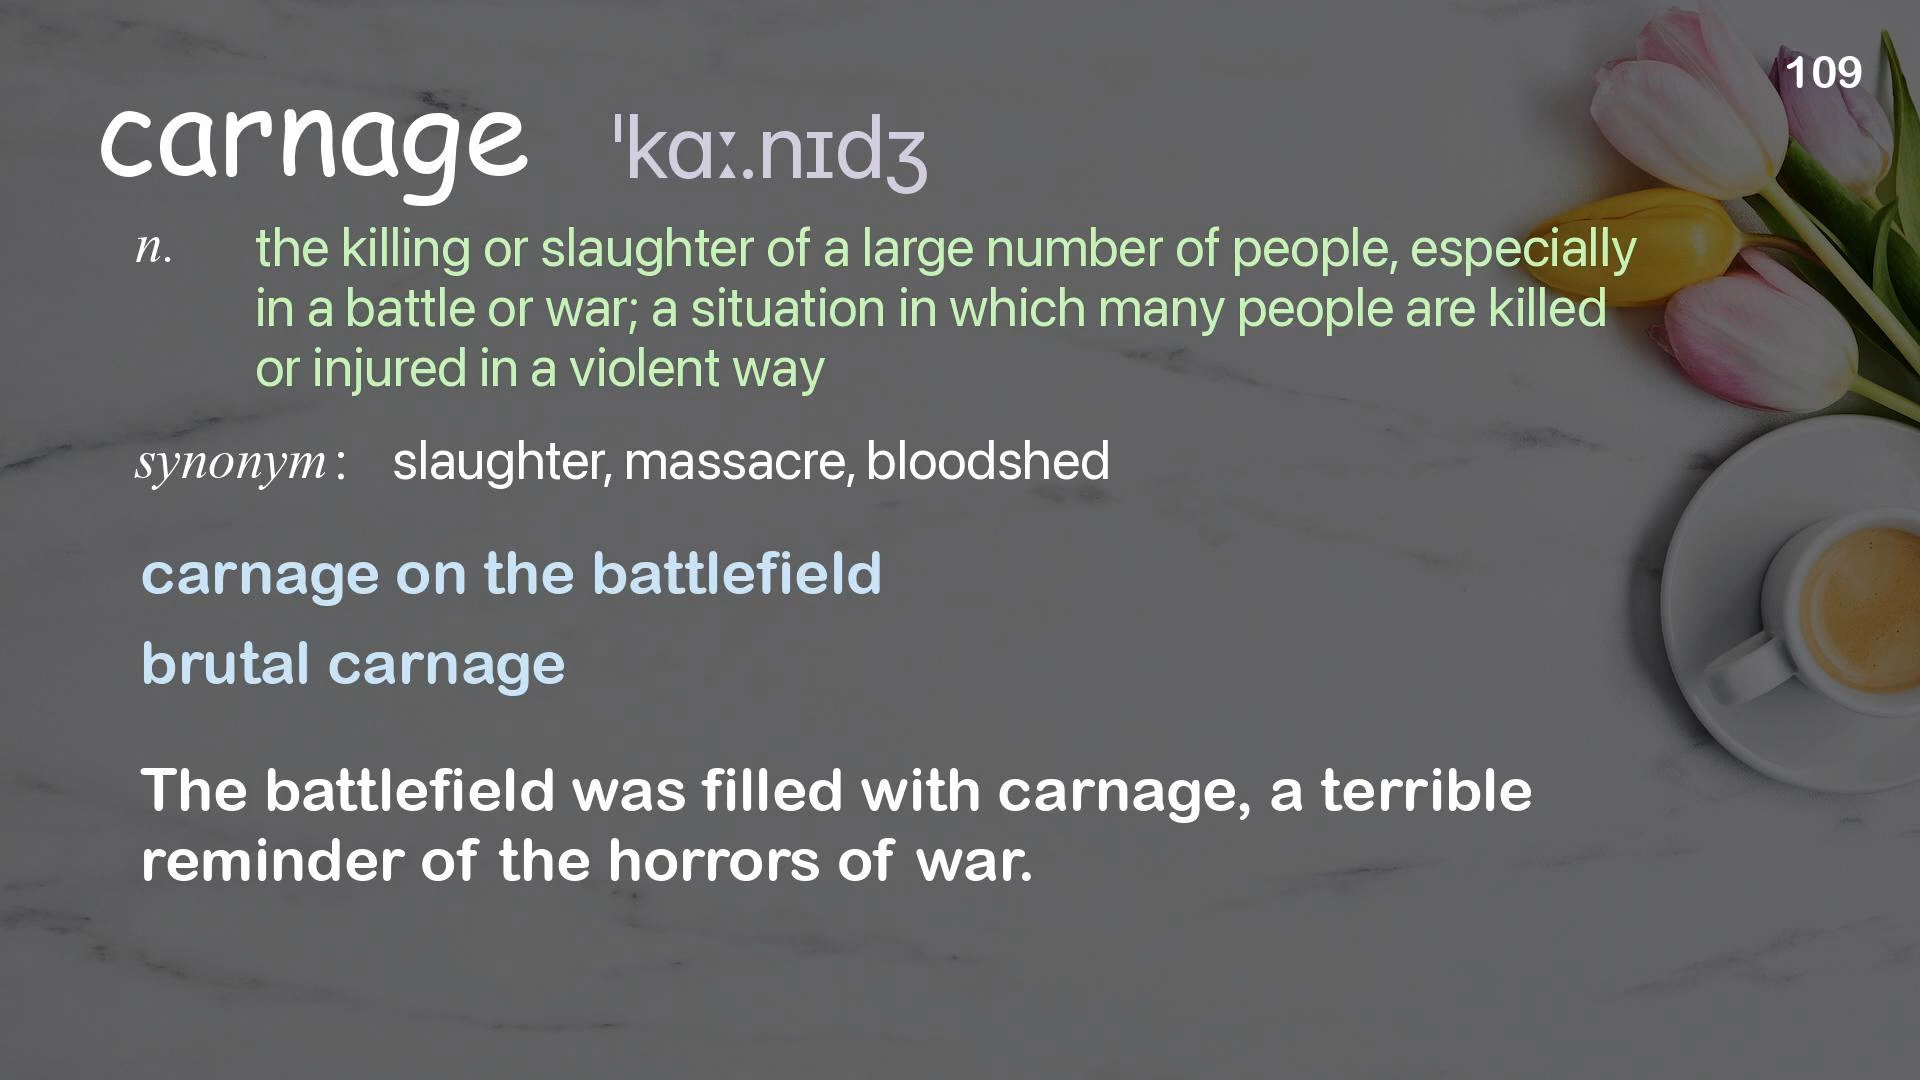 109
carnage ˈkɑː.nɪdʒ
n. the killing or slaughter of a large number of people, especially
in a battle or war; a situation in which many people are killed
or injured in a violent way
synonym: slaughter, massacre, bloodshed
carnage on the battlefield
brutal carnage
The battlefield was filled with carnage, a terrible
reminder of the horrors of war.